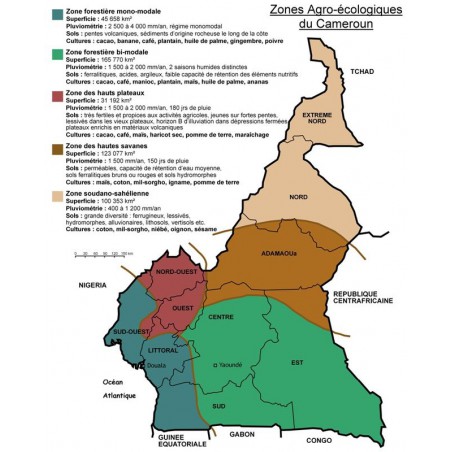 Zones Agro-écologiques
du Cameroun
Zone forestière mono-modale
Superficie : 45 658 km²
Pluviométrie : 2 500 à 4 000 mm/an, régime monomodal
Sols : pentes volcaniques, sédiments d'origine rocheuse le long de la côte
Cultures : cacao, banane, café, plantain, huile de palme, gingembre, poivre
Zone forestière bi-modale
Superficie : 165 770 km²
Pluviométrie : 1 500 à 2 000 mm/an, 2 saisons humides distinctes
Sols : ferralitiques, acides, argileux, faible capacité de rétention des éléments nutritifs
Cultures : cacao, café, manioc, plantain, maïs, huile de palme, ananas
Zone des hauts plateaux
Superficie : 31 192 km²
Pluviométrie : 1 500 à 2 000 mm/an, 180 jrs de pluie
Sols : très fertiles et propices aux activités agricoles, jeunes sur fortes pentes,
lessivés dans les vieux plateaux. horizon B d'illuviation dans dépressions fermées,
plateaux enrichis en matériaux volcaniques
Cultures : cacao, café, maïs, haricot sec, pomme de terre, maraîchage
Zone des hautes savanes
Superficie : 123 077 km²
Pluviométrie : 1 500 mm/an, 150 jrs de pluie
Sols : perméables, capacité de rétention d'eau moyenne,
sols ferralitiques bruns ou rouges et sols hydromorphes
Cultures : maïs, coton, mil-sorgho, igname, pomme de terre
Zone soudano-sahélienne
Superficie : 100 353 km²
Pluviométrie : 400 à 1 200 mm/an
Sols : grande diversité : ferrugineux, lessivés,
hydromorphes, alluvionaires, lithosols, vertisols etc.
Cultures : coton, mil-sorgho, niébé, oignon, sésame
TCHAD
EXTREME
NORD
NORD
ADAMAOUa
NIGERIA
NORD-OUEST
REPUBLIQUE
CENTRAFRICAINE
OUEST
CENTRE
SUD-OUEST
LITTORAL
Douala
Yaoundé
EST
Océan
Atlantique
SUD
GUINEE
EQUATORIALE
GABON
CONGO